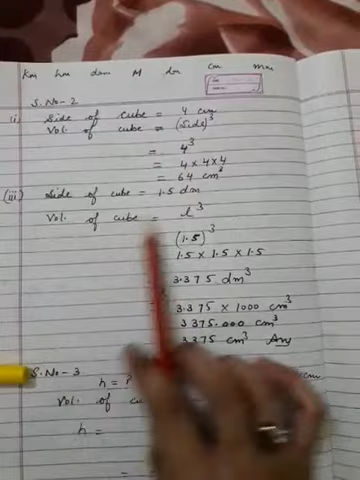 Km hm dam M dm cm mm
S.No-2
(i) Side of cube = 4 cm
Vol. of cube = (Side)³
= 4³
= 4 × 4 × 4
= 64 cm³
(iii) Side of cube = 1.5 dm
Vol. of cube = l³
(1.5)³
1.5 × 1.5 × 1.5
3.375 dm³
3.375 × 1000 cm³
3375.000 cm³
3375 cm³ Ans
S.No-3
h = cm
Vol. of cu
h =
=